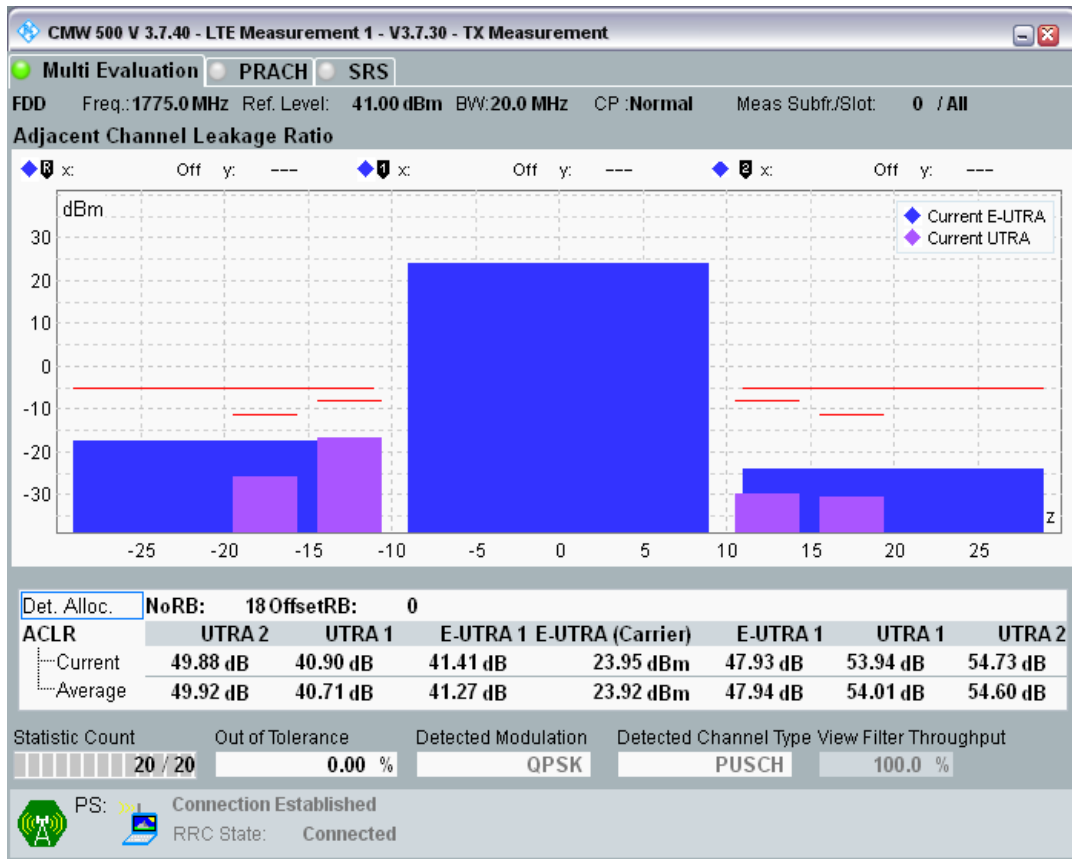 CMW 500 V 3.7.40 - LTE Measurement 1 - V3.7.30 - TX Measurement
Multi Evaluation PRACH SRS
FDD Freq.:1775.0 MHz Ref. Level: 41.00 dBm BW:20.0 MHz CP :Normal Meas Subfr./Slot: 0 / All
Adjacent Channel Leakage Ratio
R x: Off y: --- 1 x: Off y: --- 2 x: Off y: ---
dBm
Current E-UTRA
Current UTRA
30
20
10
0
-10
-20
-30
z
-25 -20 -15 -10 -5 0 5 10 15 20 25
Det. Alloc. NoRB: 18 OffsetRB: 0
ACLR UTRA 2 UTRA 1 E-UTRA 1 E-UTRA (Carrier) E-UTRA 1 UTRA 1 UTRA 2
Current 49.88 dB 40.90 dB 41.41 dB 23.95 dBm 47.93 dB 53.94 dB 54.73 dB
Average 49.92 dB 40.71 dB 41.27 dB 23.92 dBm 47.94 dB 54.01 dB 54.60 dB
Statistic Count Out of Tolerance Detected Modulation Detected Channel Type View Filter Throughput
20 / 20 0.00 % QPSK PUSCH 100.0 %
PS: Connection Established
RRC State: Connected